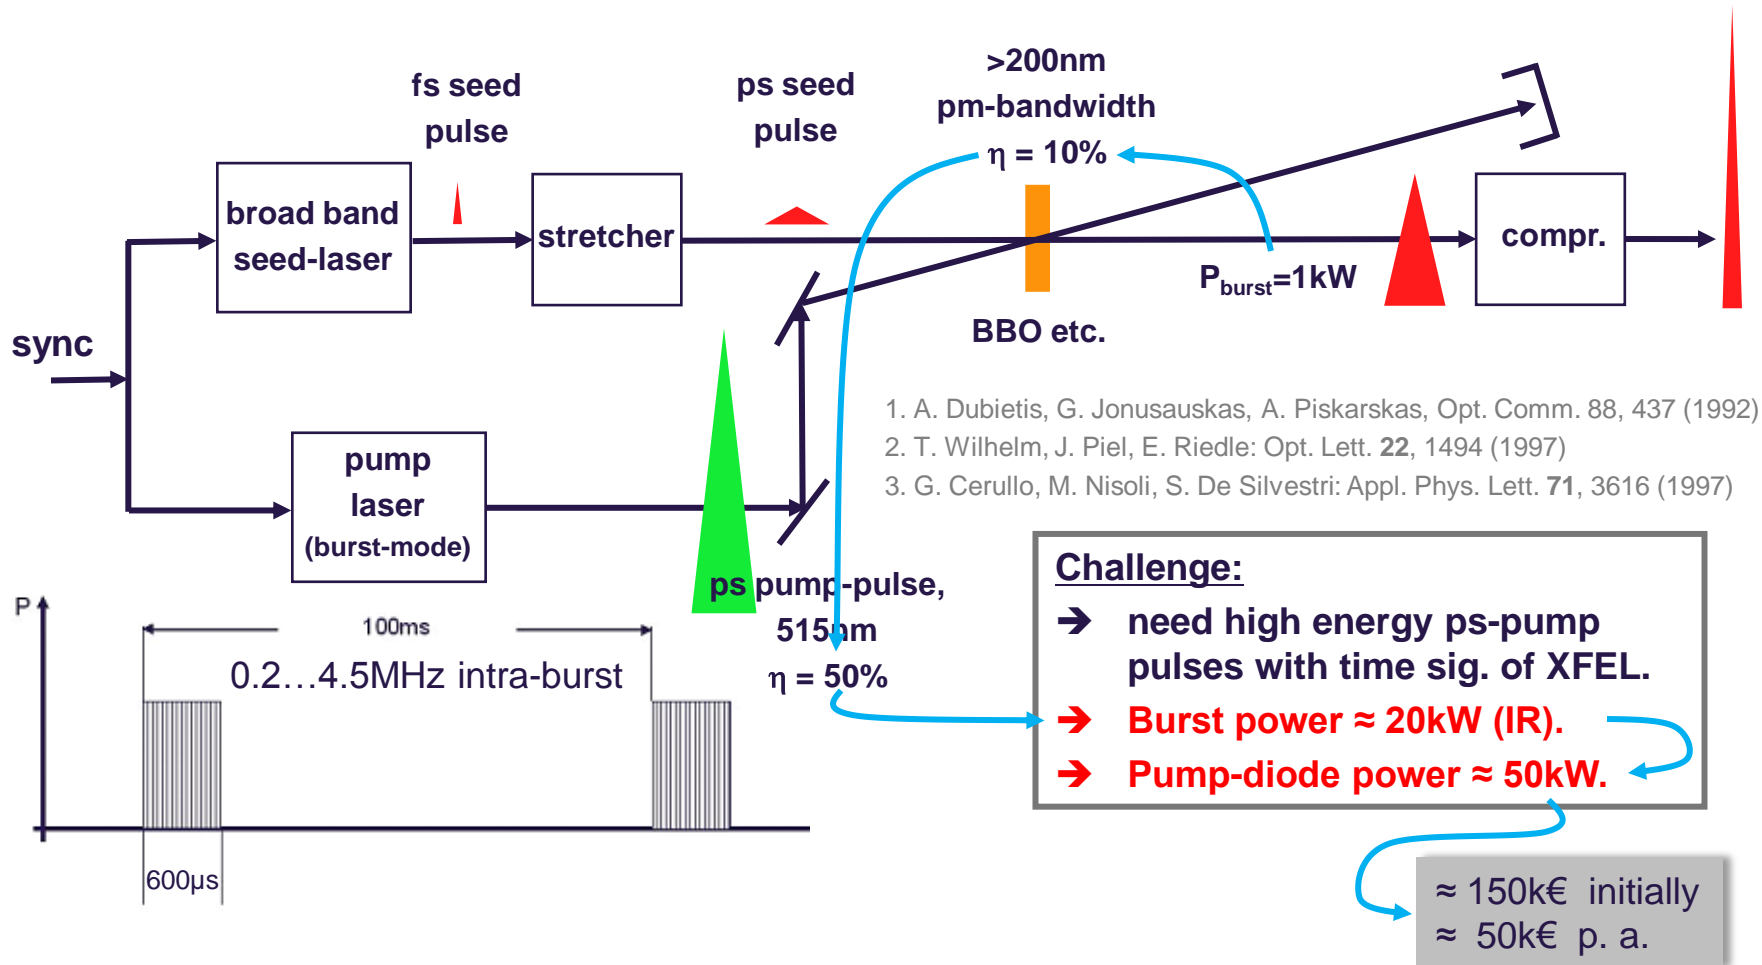 fs seed
pulse
ps seed
pulse
>200nm
pm-bandwidth
η = 10%
broad band
seed-laser
stretcher
compr.
P_burst=1kW
BBO etc.
sync
1. A. Dubietis, G. Jonusauskas, A. Piskarskas, Opt. Comm. 88, 437 (1992)
2. T. Wilhelm, J. Piel, E. Riedle: Opt. Lett. 22, 1494 (1997)
3. G. Cerullo, M. Nisoli, S. De Silvestri: Appl. Phys. Lett. 71, 3616 (1997)
pump
laser
(burst-mode)
ps pump-pulse,
515nm
η = 50%
P
100ms
0.2…4.5MHz intra-burst
600µs
Challenge:
➔ need high energy ps-pump
pulses with time sig. of XFEL.
➔ Burst power ≈ 20kW (IR).
➔ Pump-diode power ≈ 50kW.
≈ 150k€ initially
≈ 50k€ p. a.